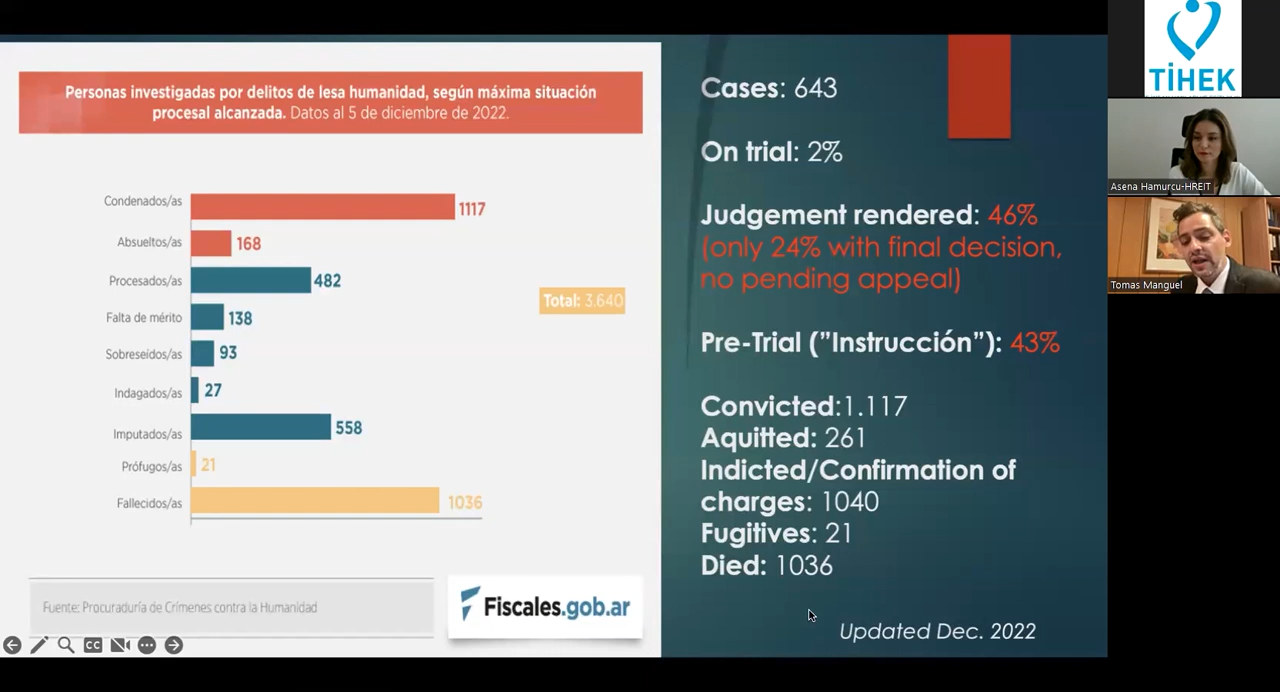 Personas investigadas por delitos de lesa humanidad, según máxima situación
procesal alcanzada. Datos al 5 de diciembre de 2022.
Condenados/as 1117
Absueltos/as 168
Procesados/as 482
Falta de mérito 138
Sobreseídos/as 93
Indagados/as 27
Imputados/as 558
Prófugos/as 21
Fallecidos/as 1036
Total: 3.640
Fuente: Procuraduría de Crímenes contra la Humanidad
Fiscales.gob.ar
CC
Cases: 643
On trial: 2%
Judgement rendered: 46%
(only 24% with final decision,
no pending appeal)
Pre-Trial (”Instrucción”): 43%
Convicted:1.117
Aquitted: 261
Indicted/Confirmation of
charges: 1040
Fugitives: 21
Died: 1036
Updated Dec. 2022
TİHEK
Asena Hamurcu-HREIT
Tomas Manguel